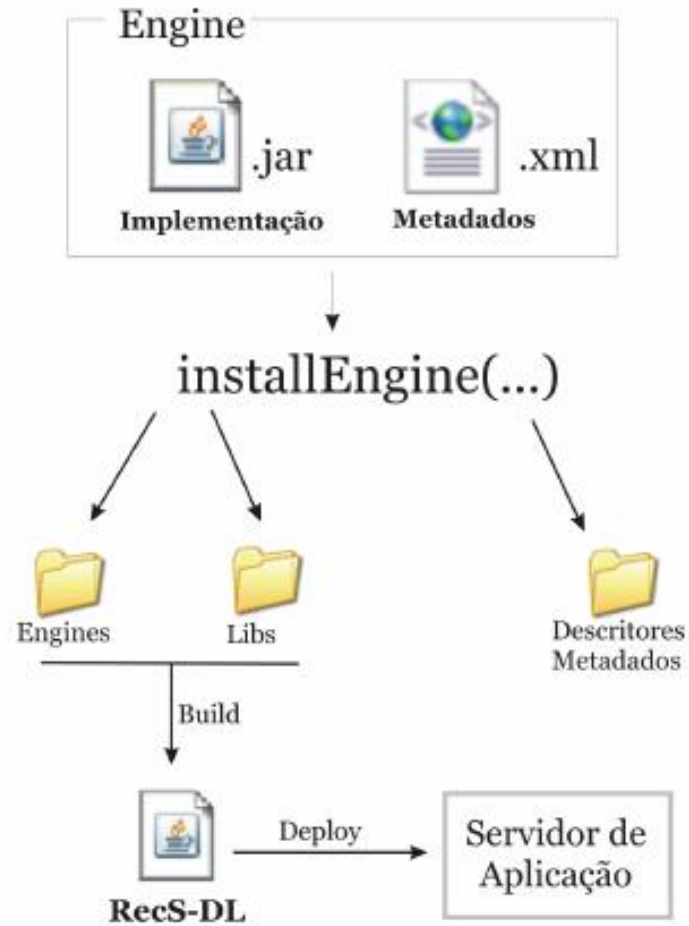 Engine
.jar
.xml
Implementação
Metadados
installEngine(...)
Engines
Libs
Descritores
Metadados
Build
Deploy
Servidor de
Aplicação
RecS-DL